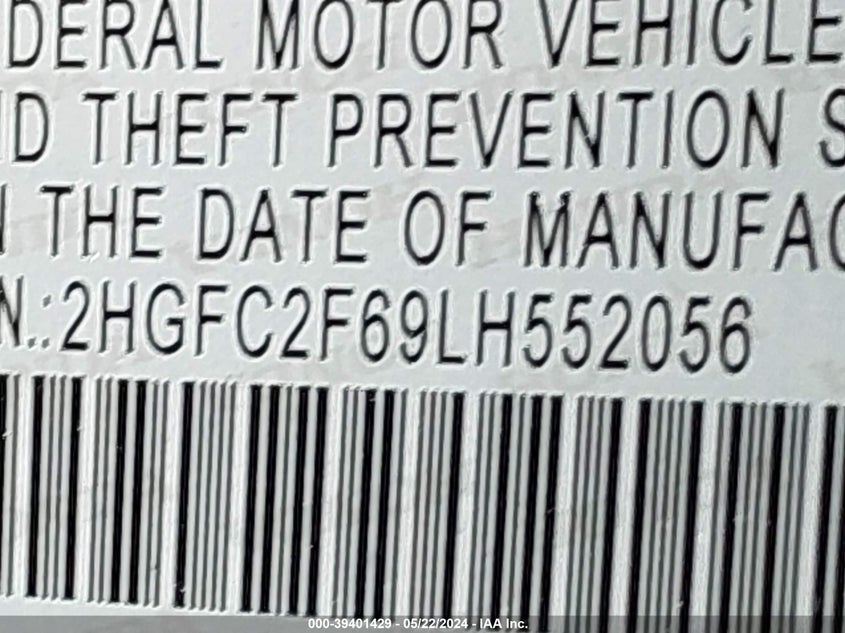 DERAL MOTOR VEHICLE
D THEFT PREVENTION S
THE DATE OF MANUFAC
N.:2HGFC2F69LH552056
000-39401429 - 05/22/2024 - IAA Inc.